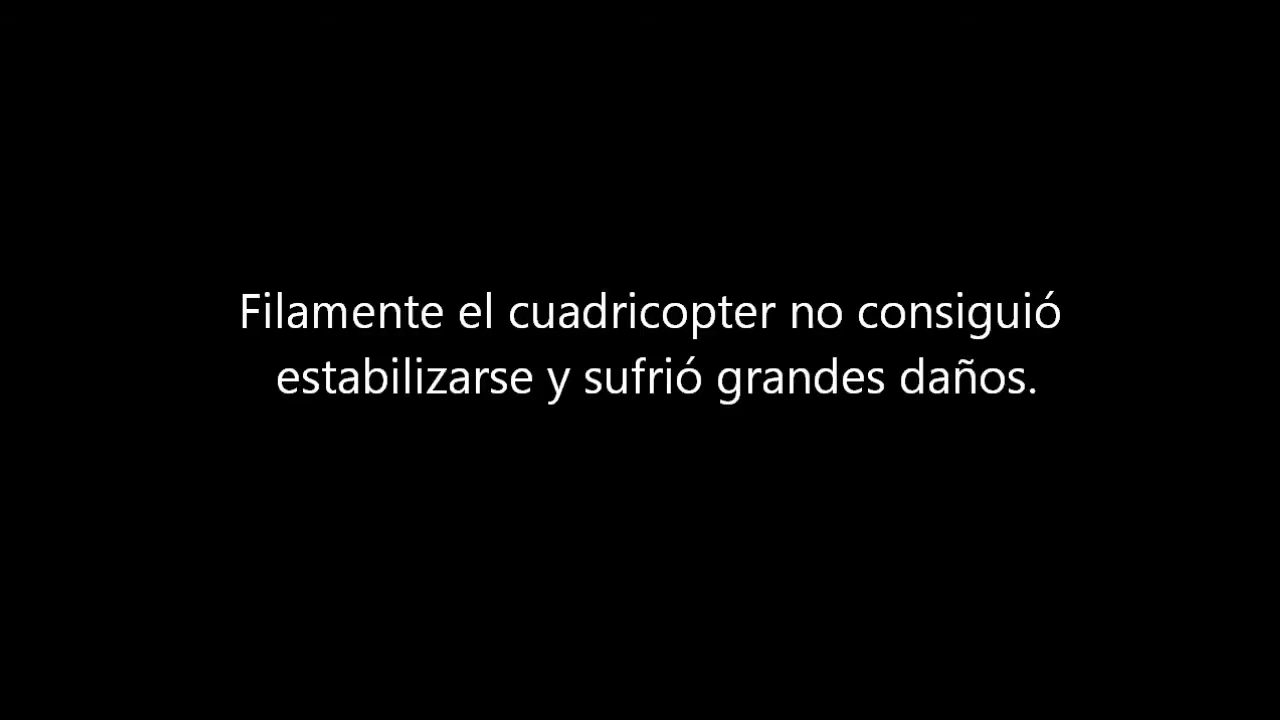 Filamente el cuadricopter no consiguió
estabilizarse y sufrió grandes daños.